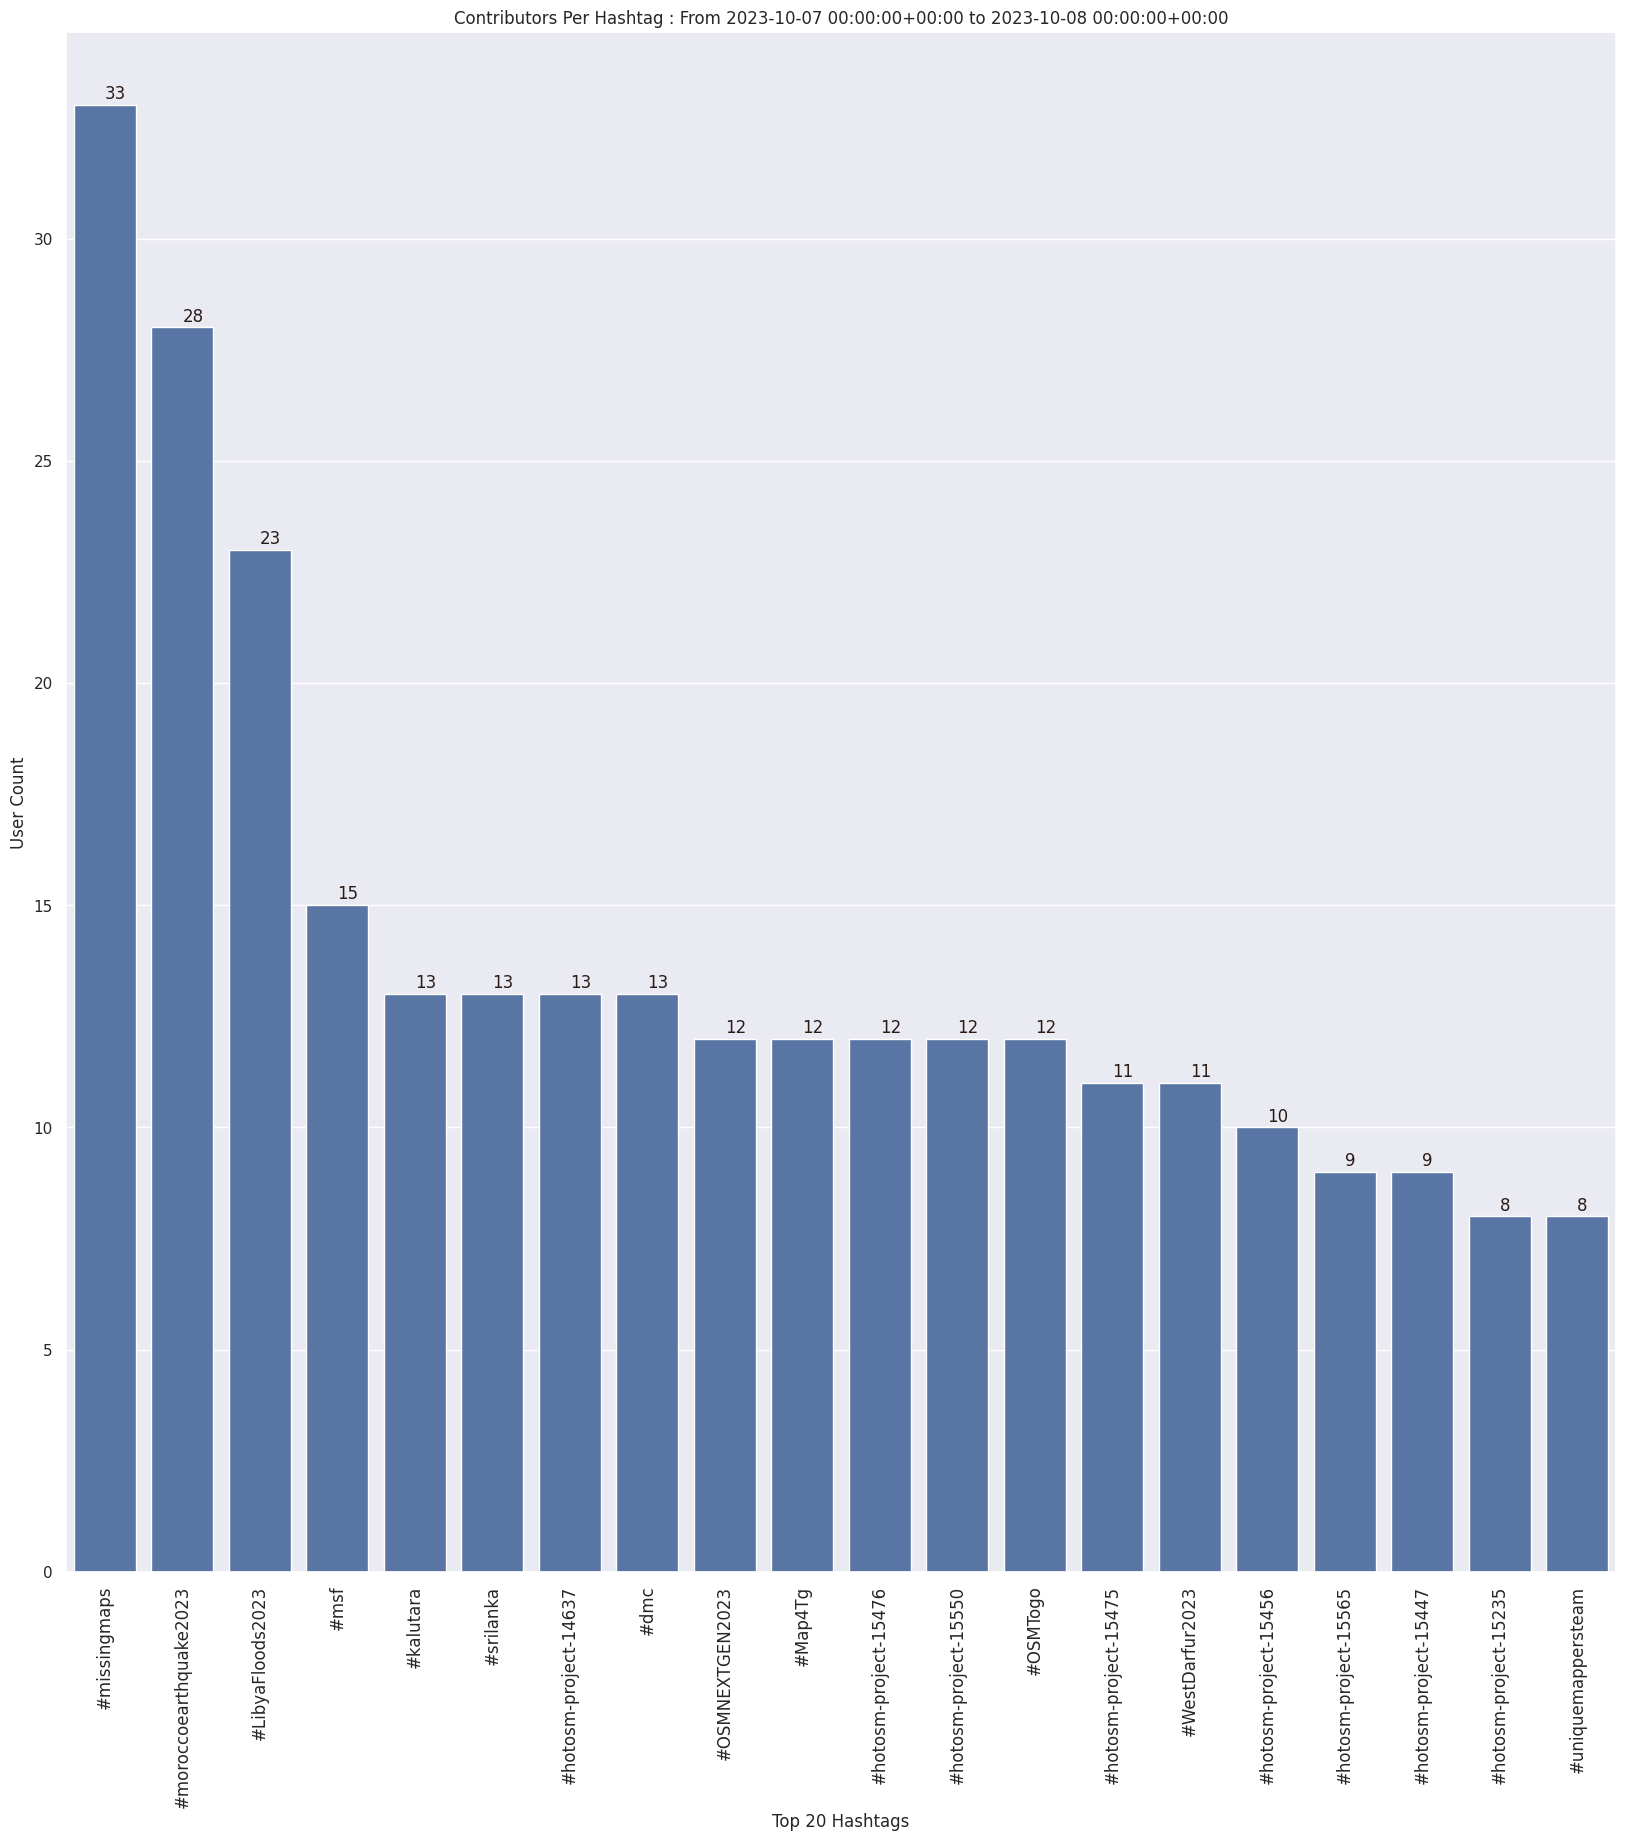 Contributors Per Hashtag : From 2023-10-07 00:00:00+00:00 to 2023-10-08 00:00:00+00:00
User Count
30
25
20
15
10
5
0
33
28
23
15
13
13
13
13
12
12
12
12
12
11
11
10
9
9
8
8
#missingmaps
#moroccoearthquake2023
#LibyaFloods2023
#msf
#kalutara
#srilanka
#hotosm-project-14637
#dmc
#OSMNEXTGEN2023
#Map4Tg
#hotosm-project-15476
#hotosm-project-15550
#OSMTogo
#hotosm-project-15475
#WestDarfur2023
#hotosm-project-15456
#hotosm-project-15565
#hotosm-project-15447
#hotosm-project-15235
#uniquemappersteam
Top 20 Hashtags